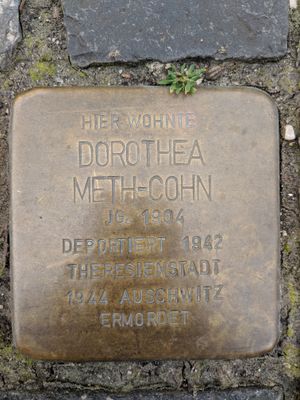 HIER WOHNTE
DOROTHEA
METH-COHN
JG. 1904
DEPORTIERT 1942
THERESIENSTADT
1944 AUSCHWITZ
ERMORDET